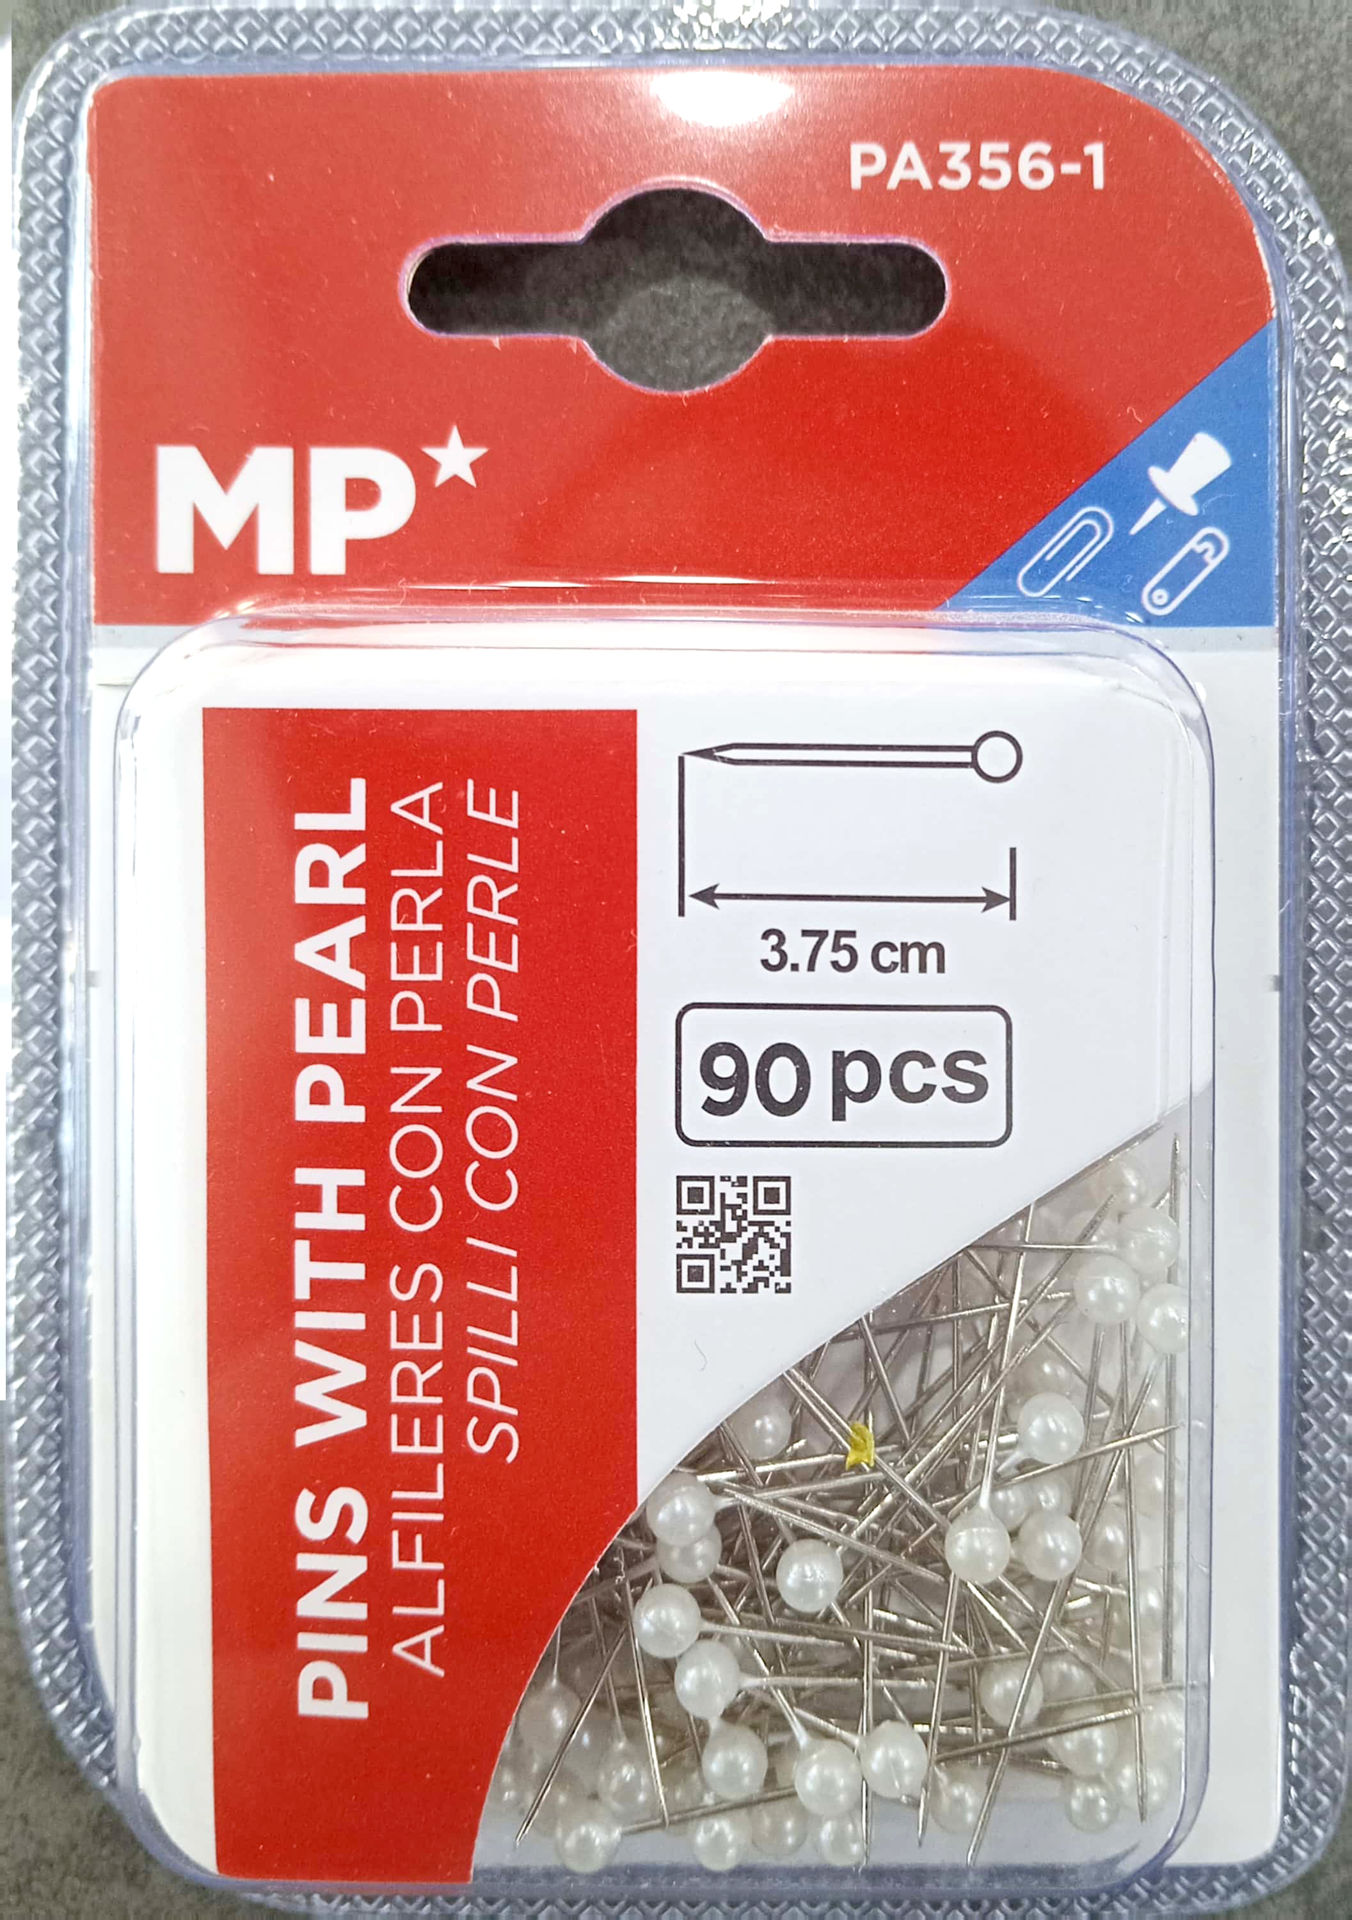 PA356-1
MP
PINS WITH PEARL
ALFILERES CON PERLA
SPILLI CON PERLE
3.75 cm
90 pcs